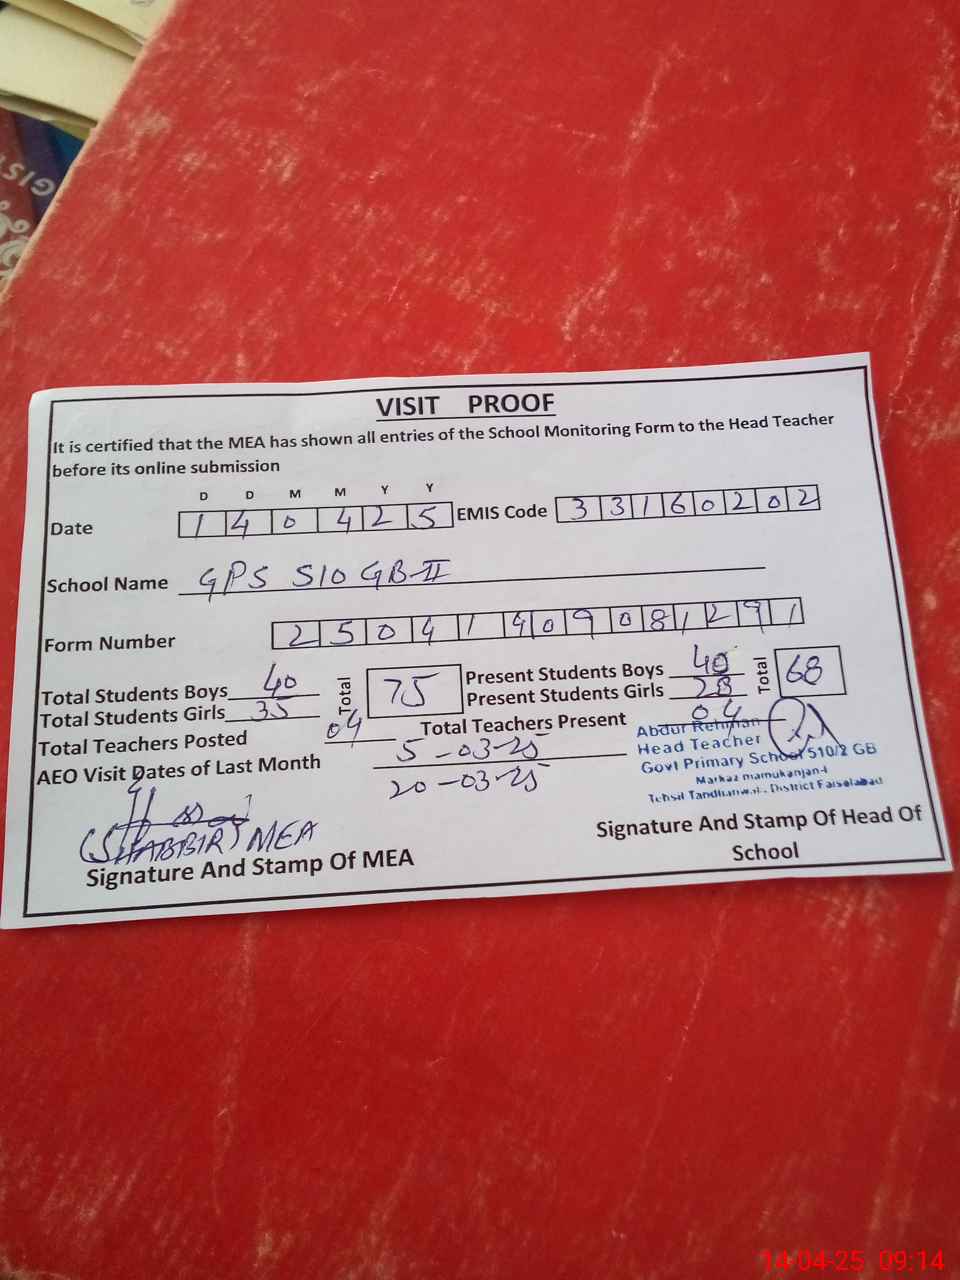 GIS
VISIT PROOF
It is certified that the MEA has shown all entries of the School Monitoring Form to the Head Teacher
before its online submission
D D M M Y Y
Date 1 4 0 4 2 5 EMIS Code 3 3 1 6 0 2 0 2
School Name GPS 510 GB-II
Form Number 2 5 0 4 1 4 0 9 0 8 1 2 9 1
Total Students Boys 40 Total 75 Present Students Boys 40 Total 68
Total Students Girls 35 Present Students Girls 28
Total Teachers Posted 04 Total Teachers Present 04
AEO Visit Dates of Last Month 5-03-25
20-03-25
Abdur Rehman
Head Teacher
Govt Primary School 510/2 GB
Markaz mamukanjan-I
Tehsil Tandlianwala, District Faisalabad
(SHABBIR) MEA
Signature And Stamp Of MEA
Signature And Stamp Of Head Of
School
14-04-25 09:14